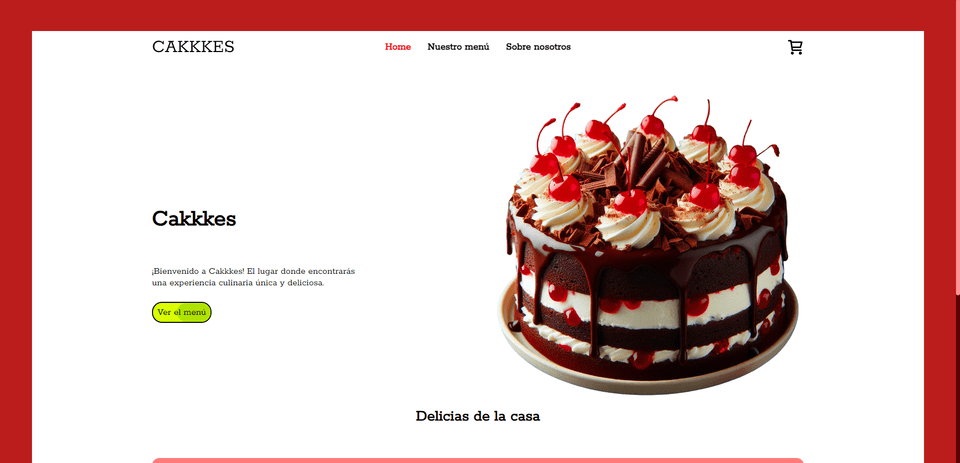 CAKKKES
Home Nuestro menú Sobre nosotros
Cakkkes
¡Bienvenido a Cakkkes! El lugar donde encontrarás
una experiencia culinaria única y deliciosa.
Ver el menú
Delicias de la casa